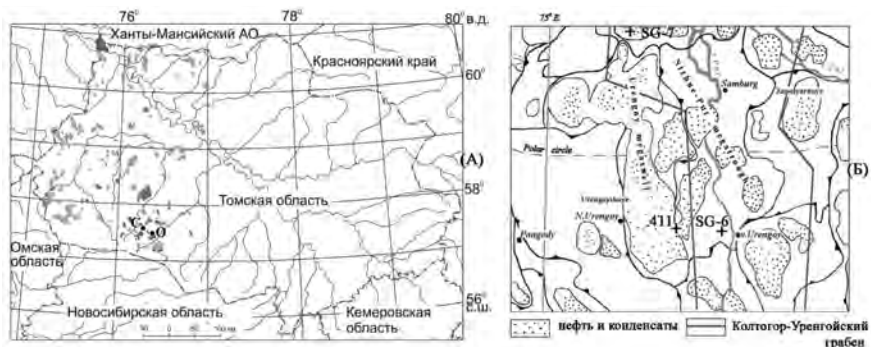 76° 78° 80° в.д.
Ханты-Мансийский АО
Красноярский край
60°
(А)
58°
Томская область
С О
Омская область
Новосибирская область
Кемеровская область
56° с.ш.
75° E
SG-7
Samburg
Urengoy megaswell
Polar circle
(Б)
N.Urengoy
411
SG-6
Pangody
нефть и конденсаты
Колтогор-Уренгойский грабен